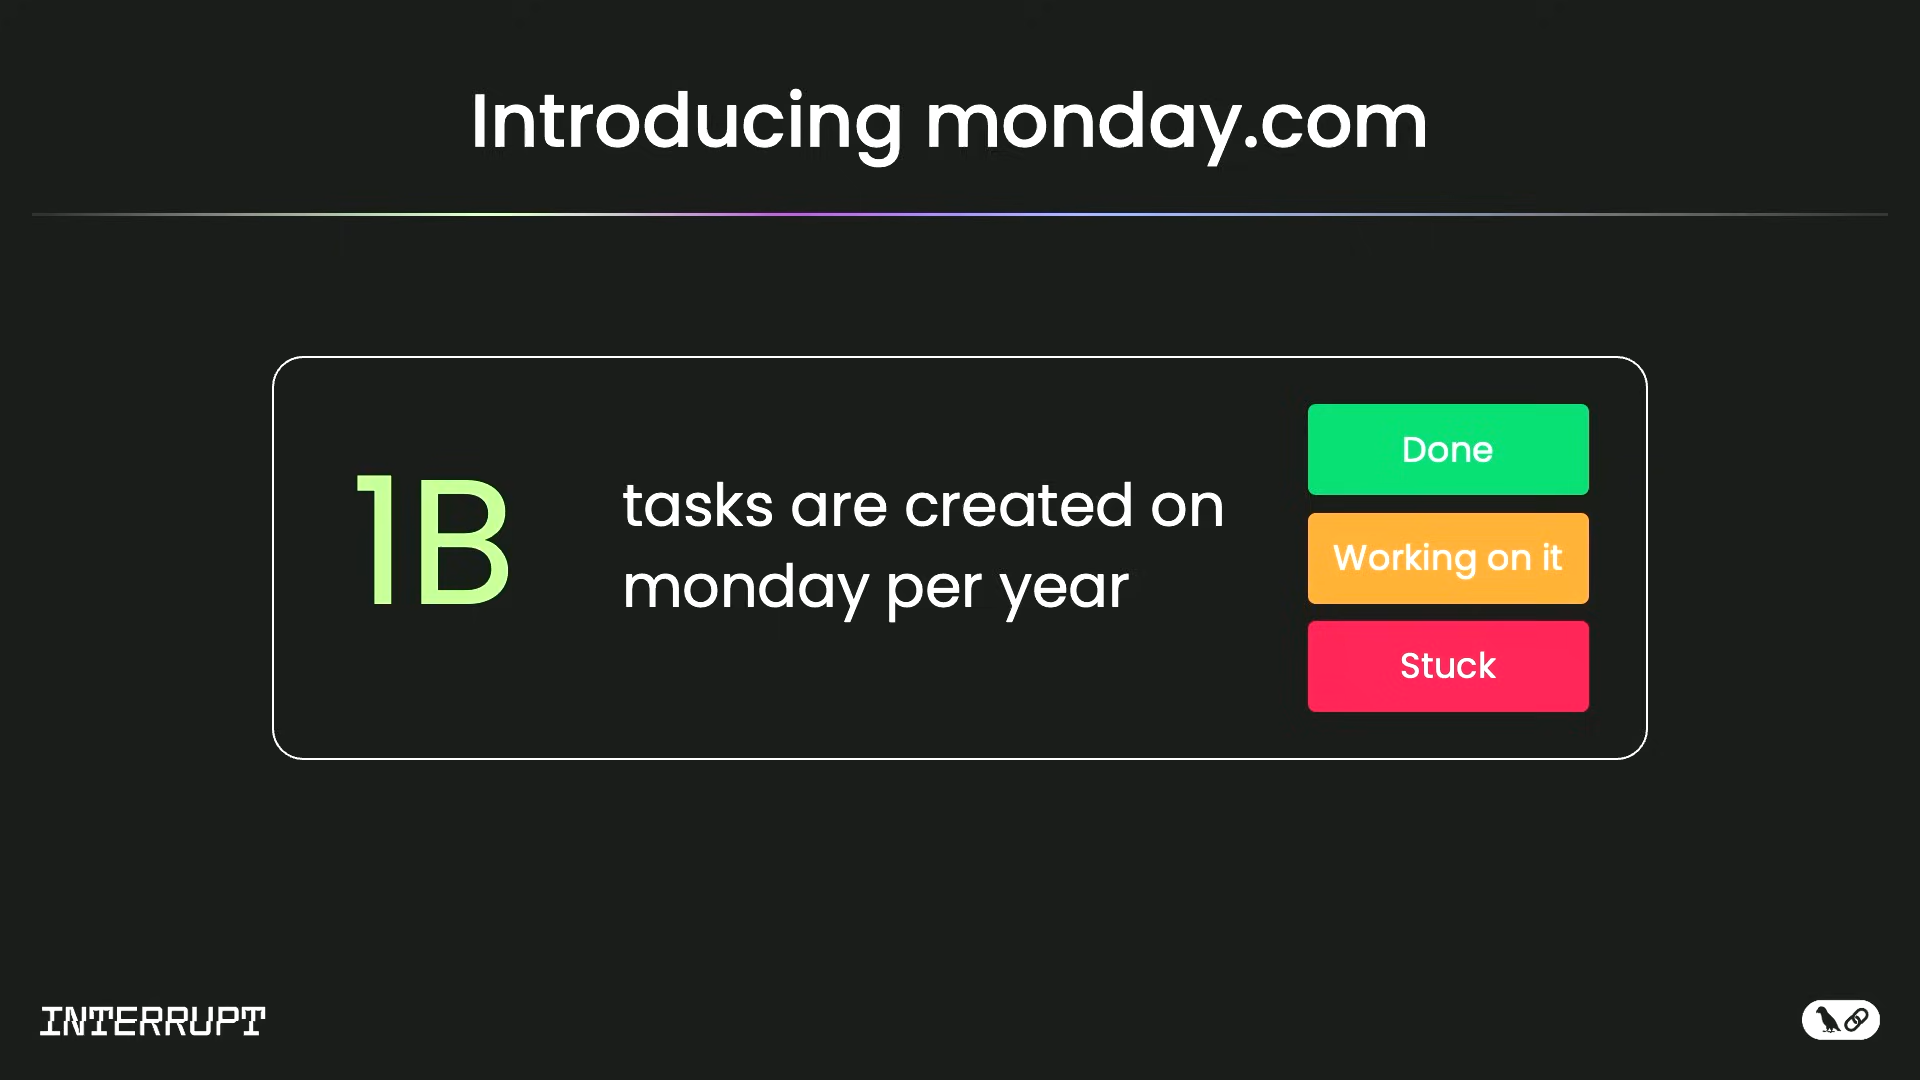 Introducing monday.com
1B
tasks are created on
monday per year
Done
Working on it
Stuck
INTERRUPT